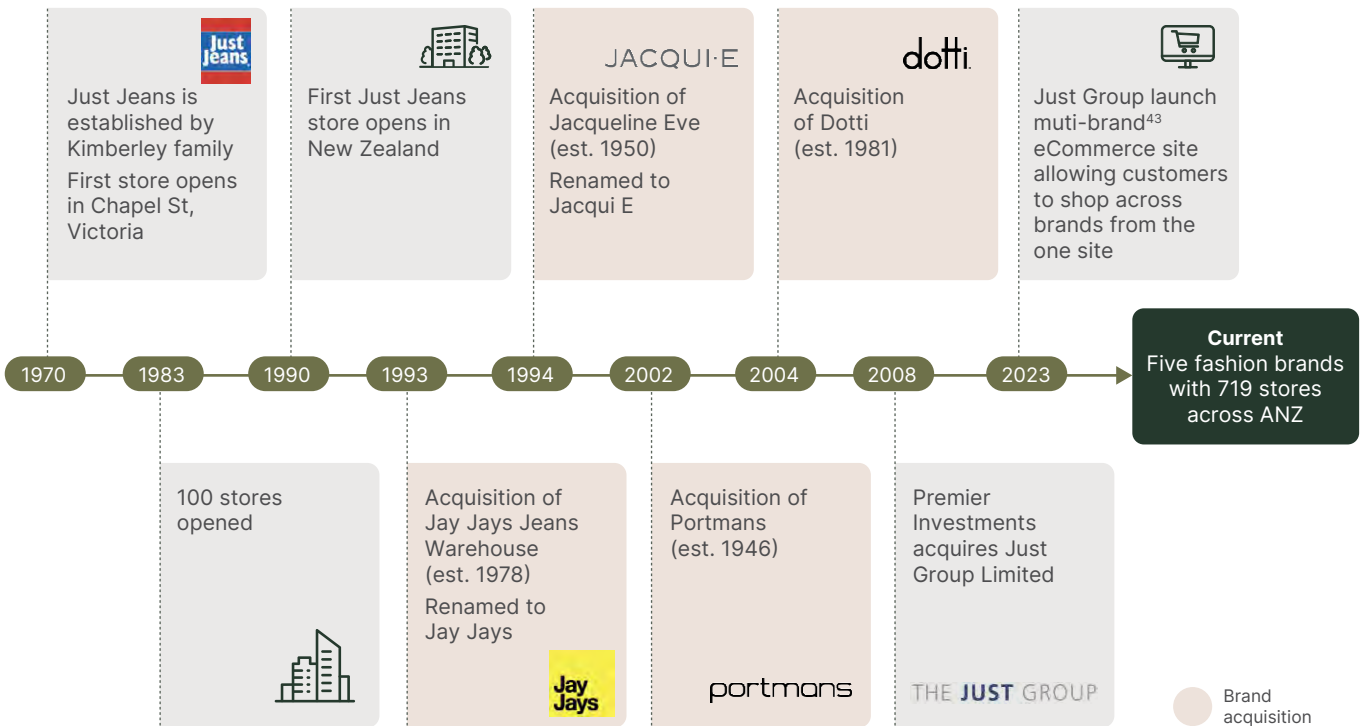 Just
Jeans
Just Jeans is
established by
Kimberley family
First store opens
in Chapel St,
Victoria
First Just Jeans
store opens in
New Zealand
JACQUI·E
Acquisition of
Jacqueline Eve
(est. 1950)
Renamed to
Jacqui E
dotti.
Acquisition
of Dotti
(est. 1981)
Just Group launch
muti-brand⁴³
eCommerce site
allowing customers
to shop across
brands from the
one site
1970
1983
1990
1993
1994
2002
2004
2008
2023
Current
Five fashion brands
with 719 stores
across ANZ
100 stores
opened
Acquisition of
Jay Jays Jeans
Warehouse
(est. 1978)
Renamed to
Jay Jays
Jay
Jays
Acquisition of
Portmans
(est. 1946)
portmans
Premier
Investments
acquires Just
Group Limited
THE JUST GROUP
Brand
acquisition